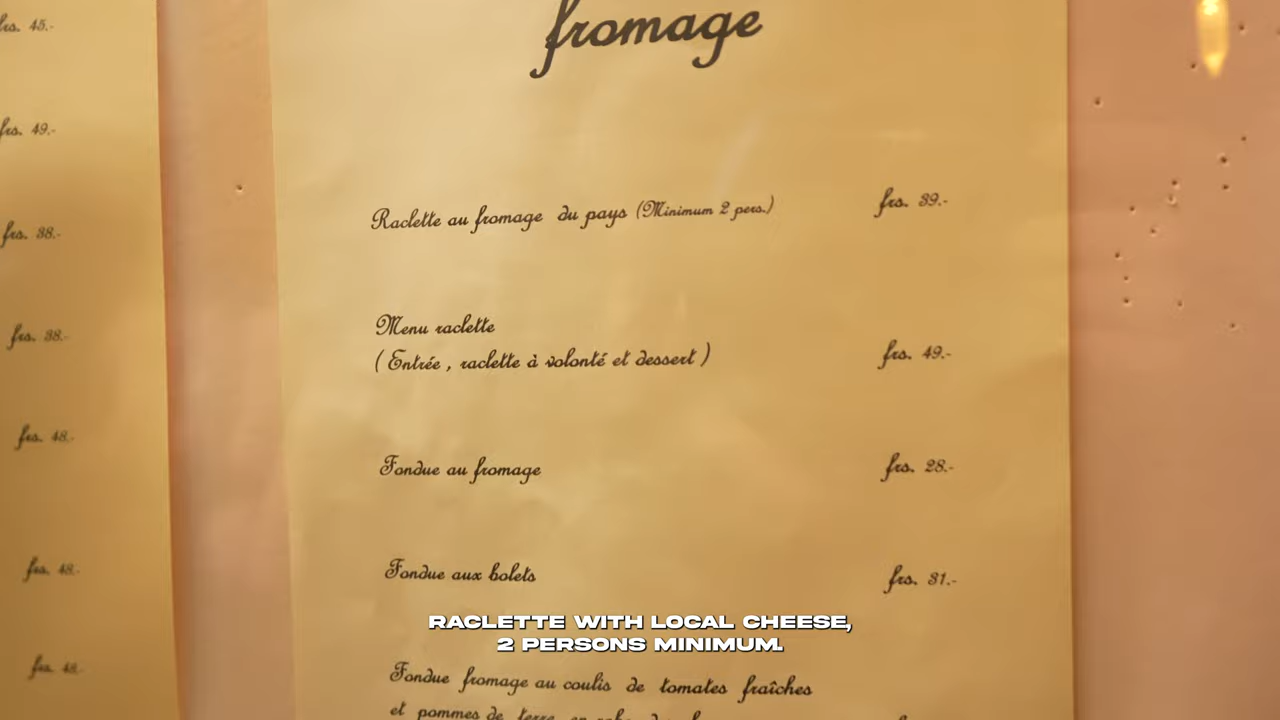 frs. 45.-
frs. 49.-
frs. 38.-
frs. 38.-
frs. 48.-
frs. 48.-
frs. 48.-
fromage
Raclette au fromage du pays (Minimum 2 pers.) frs. 39.-
Menu raclette
( Entrée , raclette à volonté et dessert ) frs. 49.-
Fondue au fromage frs. 28.-
Fondue aux bolets frs. 31.-
RACLETTE WITH LOCAL CHEESE,
2 PERSONS MINIMUM.
Fondue fromage au coulis de tomates fraîches
et pommes de terre en robe